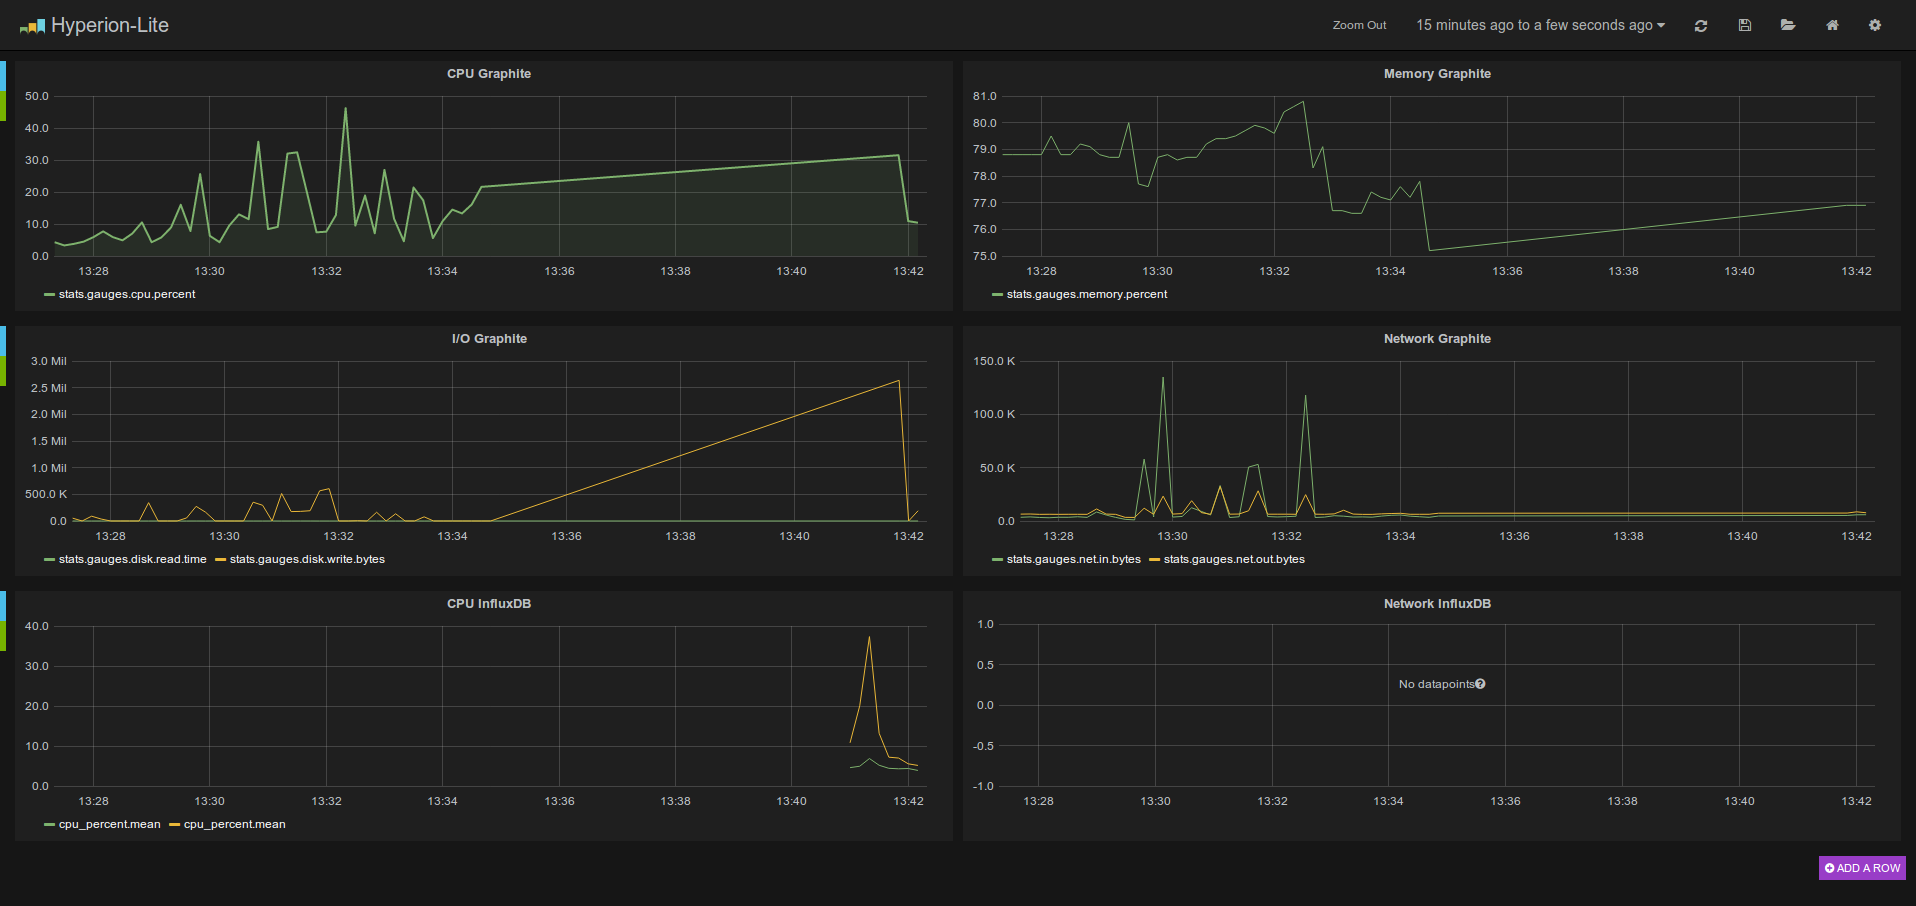 Hyperion-Lite Zoom Out 15 minutes ago to a few seconds ago
CPU Graphite
50.0
40.0
30.0
20.0
10.0
0.0
13:28 13:30 13:32 13:34 13:36 13:38 13:40 13:42
stats.gauges.cpu.percent
Memory Graphite
81.0
80.0
79.0
78.0
77.0
76.0
75.0
13:28 13:30 13:32 13:34 13:36 13:38 13:40 13:42
stats.gauges.memory.percent
I/O Graphite
3.0 Mil
2.5 Mil
2.0 Mil
1.5 Mil
1.0 Mil
500.0 K
0.0
13:28 13:30 13:32 13:34 13:36 13:38 13:40 13:42
stats.gauges.disk.read.time stats.gauges.disk.write.bytes
Network Graphite
150.0 K
100.0 K
50.0 K
0.0
13:28 13:30 13:32 13:34 13:36 13:38 13:40 13:42
stats.gauges.net.in.bytes stats.gauges.net.out.bytes
CPU InfluxDB
40.0
30.0
20.0
10.0
0.0
13:28 13:30 13:32 13:34 13:36 13:38 13:40 13:42
cpu_percent.mean cpu_percent.mean
Network InfluxDB
1.0
0.5
No datapoints
0.0
-0.5
-1.0
13:28 13:30 13:32 13:34 13:36 13:38 13:40 13:42
ADD A ROW